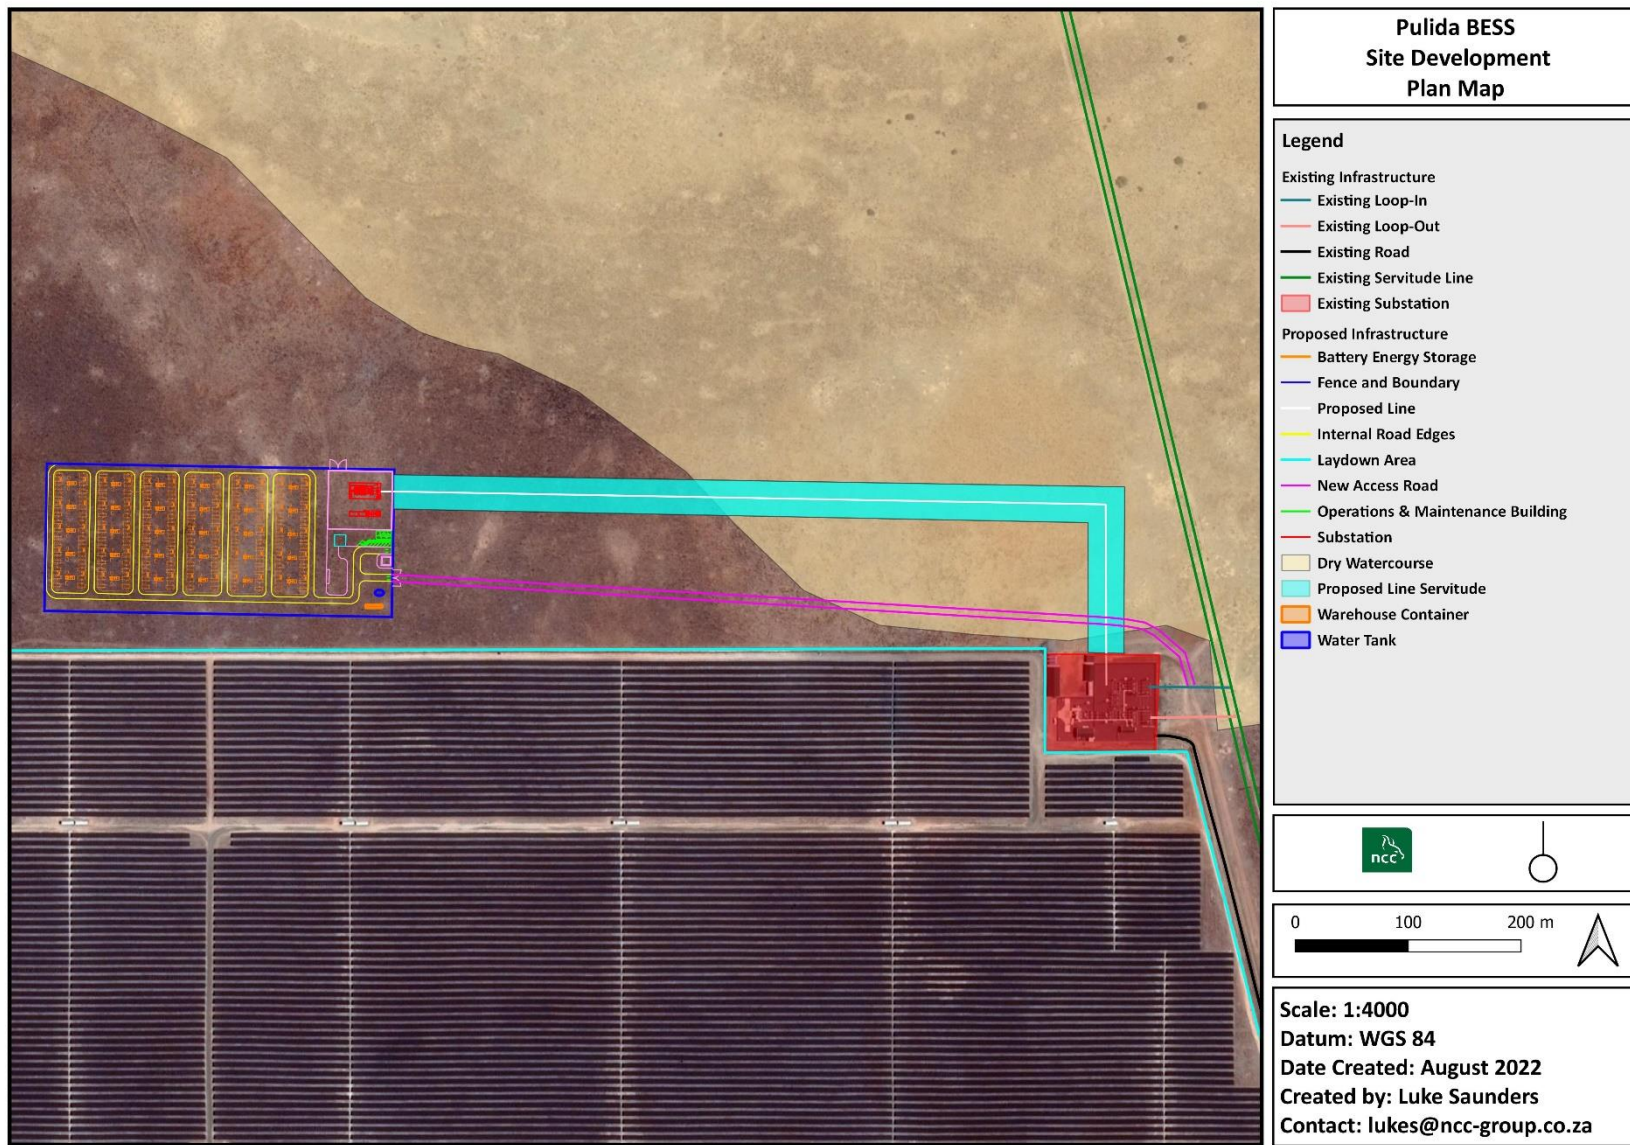 Pulida BESS
Site Development
Plan Map
Legend
Existing Infrastructure
Existing Loop-In
Existing Loop-Out
Existing Road
Existing Servitude Line
Existing Substation
Proposed Infrastructure
Battery Energy Storage
Fence and Boundary
Proposed Line
Internal Road Edges
Laydown Area
New Access Road
Operations & Maintenance Building
Substation
Dry Watercourse
Proposed Line Servitude
Warehouse Container
Water Tank
ncc
0 100 200 m
Scale: 1:4000
Datum: WGS 84
Date Created: August 2022
Created by: Luke Saunders
Contact: lukes@ncc-group.co.za